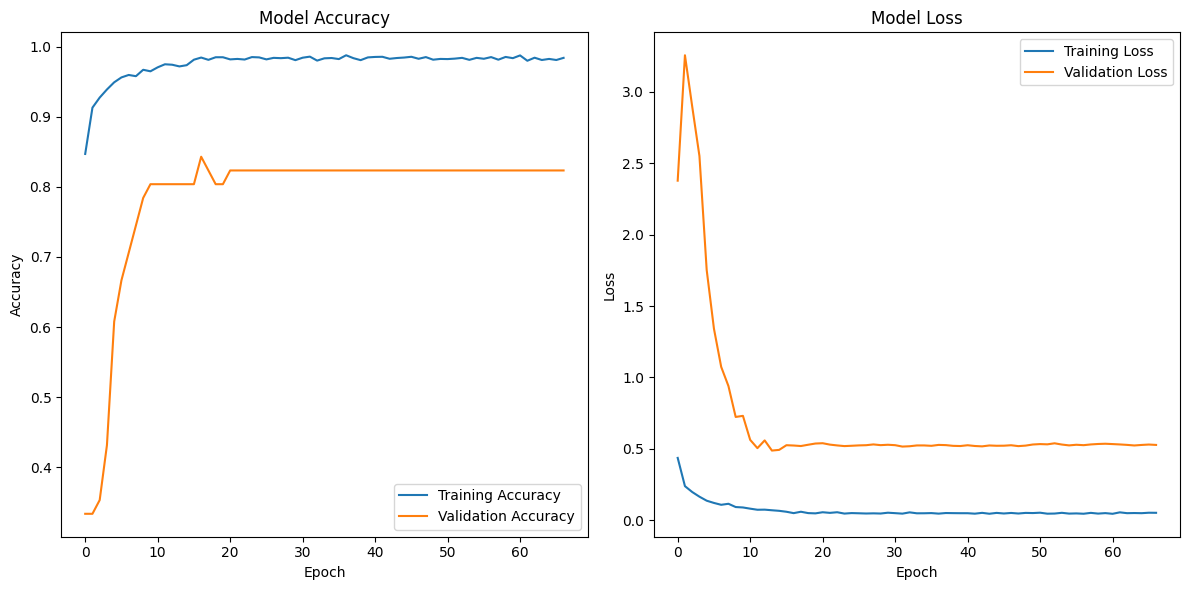 Model Accuracy
1.0
0.9
0.8
0.7
0.6
0.5
0.4
Accuracy
0 10 20 30 40 50 60
Epoch
Training Accuracy
Validation Accuracy
Model Loss
3.0
2.5
2.0
1.5
1.0
0.5
0.0
Loss
0 10 20 30 40 50 60
Epoch
Training Loss
Validation Loss